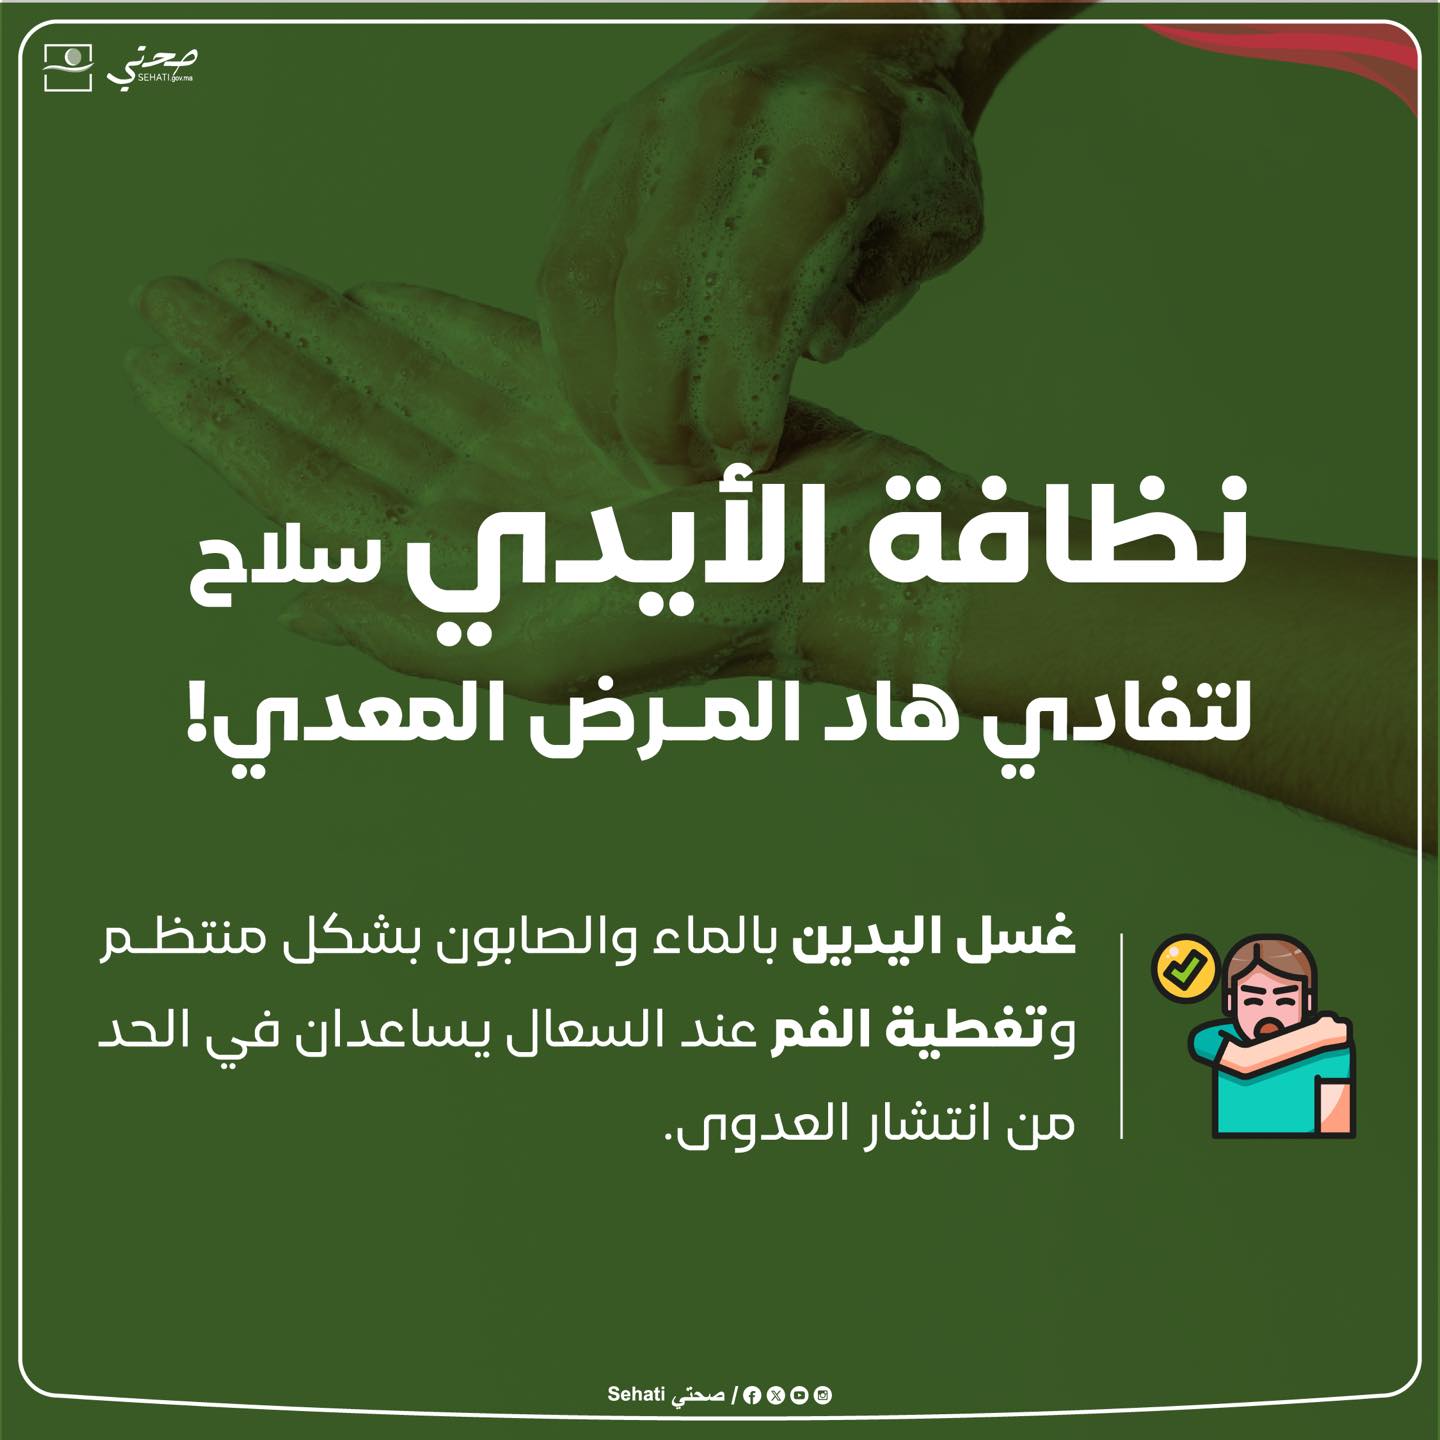 صحتي
SEHATI.gov.ma
نظافة الأيدي سلاح
لتفادي هاد المـرض المعدي!
غسل اليدين بالماء والصابون بشكل منتظـم
وتغطية الفم عند السعال يساعدان في الحد
من انتشار العدوى.
Sehati صحتي /